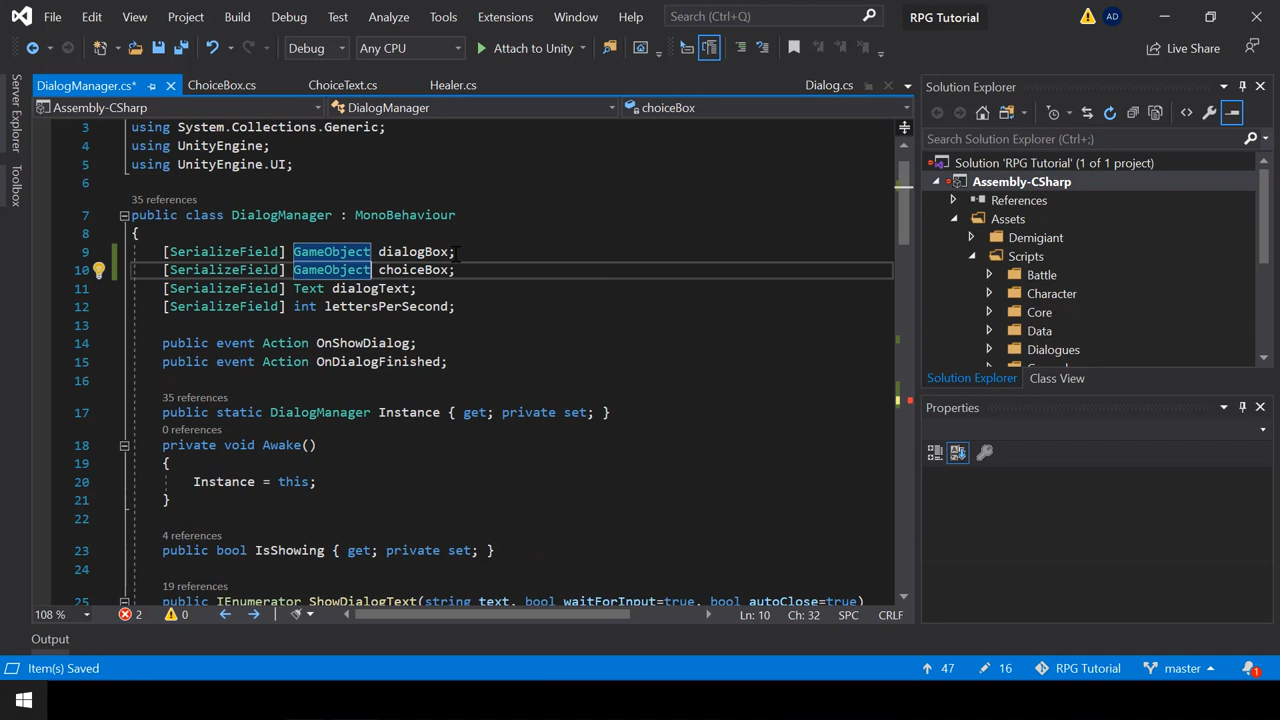 File Edit View Project Build Debug Test Analyze Tools Extensions Window Help Search (Ctrl+Q) RPG Tutorial AD
Debug Any CPU Attach to Unity Live Share
DialogManager.cs* ChoiceBox.cs ChoiceText.cs Healer.cs Dialog.cs
Assembly-CSharp DialogManager choiceBox
Server Explorer
Toolbox
3 using System.Collections.Generic;
4 using UnityEngine;
5 using UnityEngine.UI;
6
35 references
7 public class DialogManager : MonoBehaviour
8 {
9 [SerializeField] GameObject dialogBox;
10 [SerializeField] GameObject choiceBox;
11 [SerializeField] Text dialogText;
12 [SerializeField] int lettersPerSecond;
13
14 public event Action OnShowDialog;
15 public event Action OnDialogFinished;
16
35 references
17 public static DialogManager Instance { get; private set; }
0 references
18 private void Awake()
19 {
20 Instance = this;
21 }
22
4 references
23 public bool IsShowing { get; private set; }
24
19 references
25 public IEnumerator ShowDialogText(string text, bool waitForInput=true, bool autoClose=true)
108 % 2 0 Ln: 10 Ch: 32 SPC CRLF
Solution Explorer
Search Solution Explorer (Ctrl+;)
Solution 'RPG Tutorial' (1 of 1 project)
Assembly-CSharp
References
Assets
Demigiant
Scripts
Battle
Character
Core
Data
Dialogues
Solution Explorer Class View
Properties
Output
Item(s) Saved 47 16 RPG Tutorial master 1